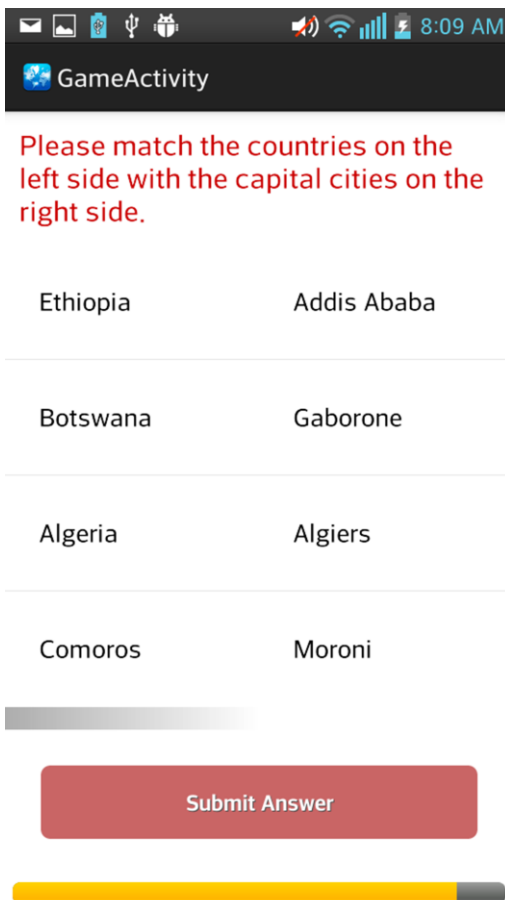 8:09 AM
GameActivity
Please match the countries on the
left side with the capital cities on the
right side.
Ethiopia Addis Ababa
Botswana Gaborone
Algeria Algiers
Comoros Moroni
Submit Answer